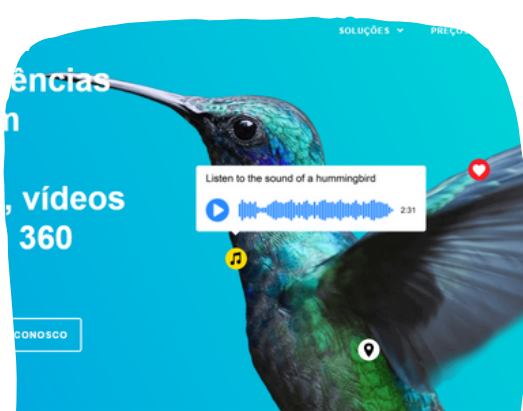 SOLUÇÕES
ências
m
, vídeos
360
CONOSCO
Listen to the sound of a hummingbird
2:31